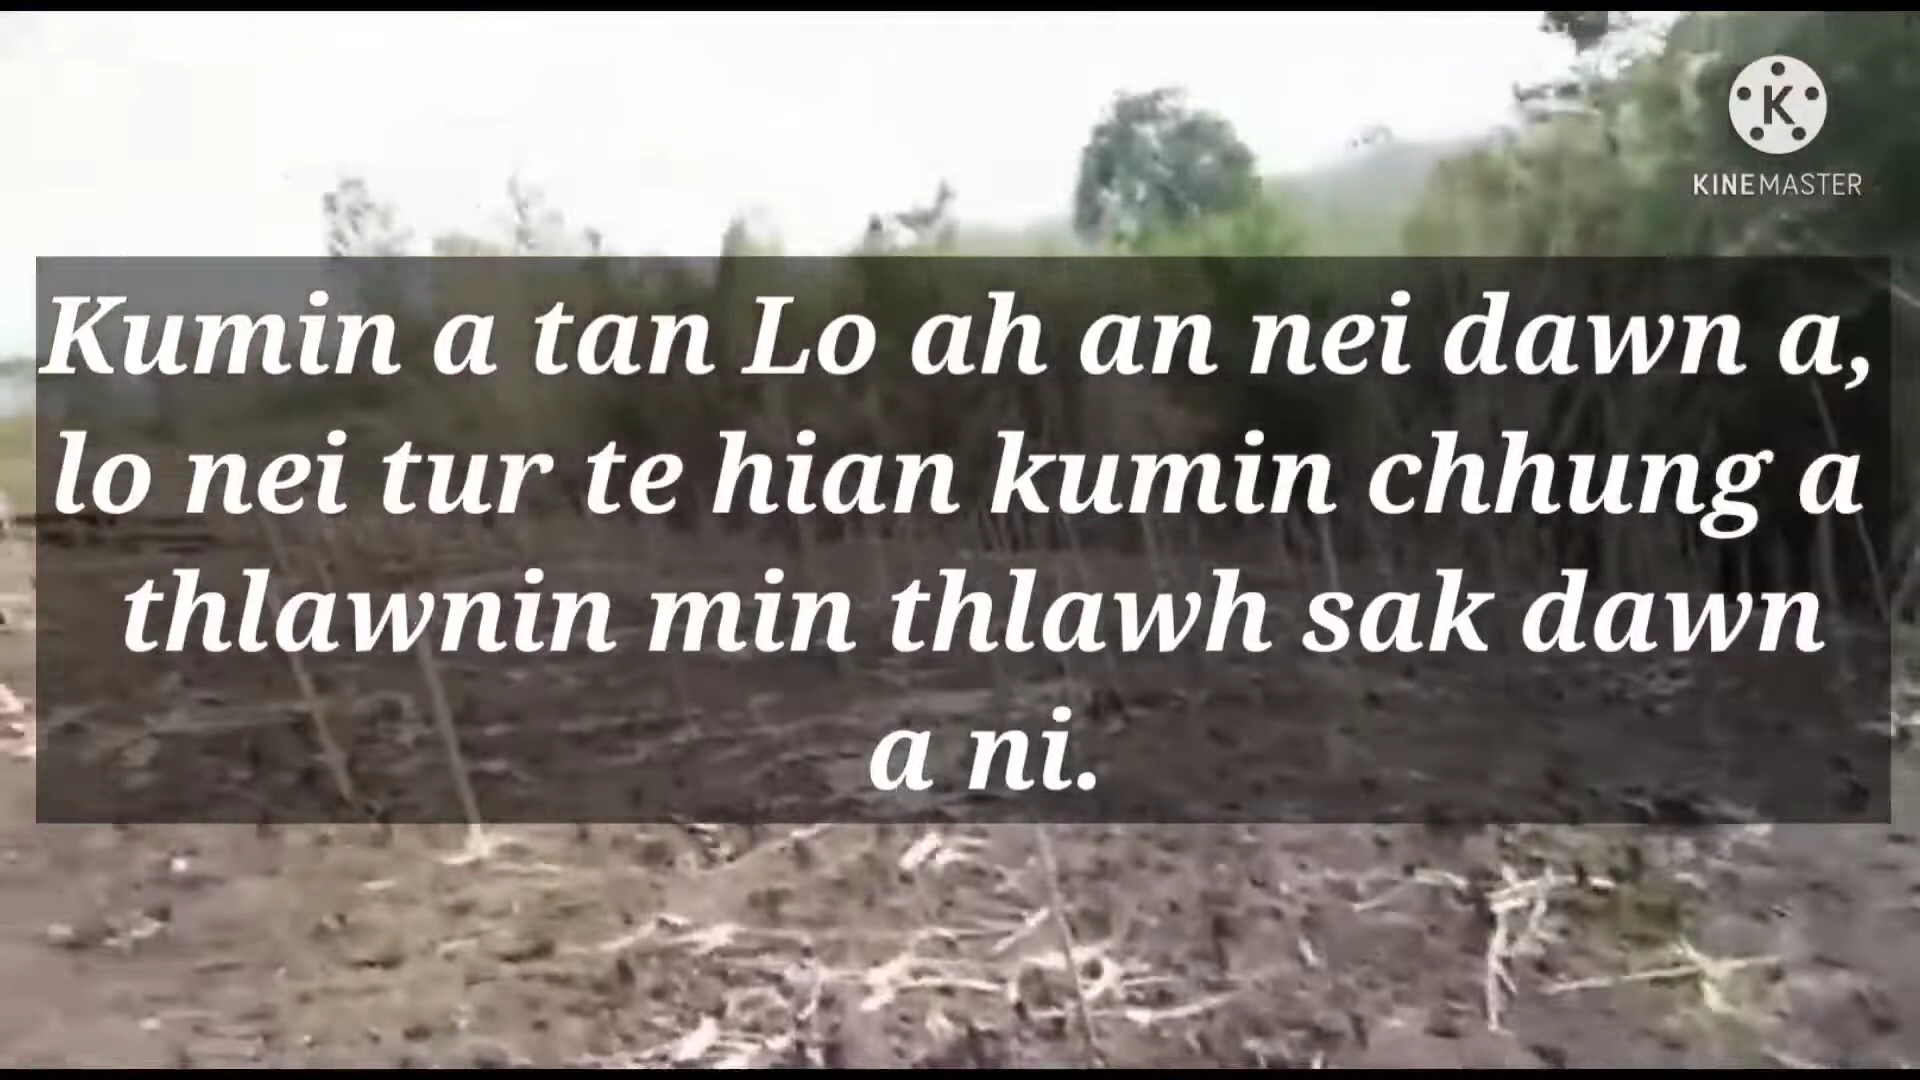 KINEMASTER
Kumin a tan Lo ah an nei dawn a,
lo nei tur te hian kumin chhung a
thlawnin min thlawh sak dawn
a ni.